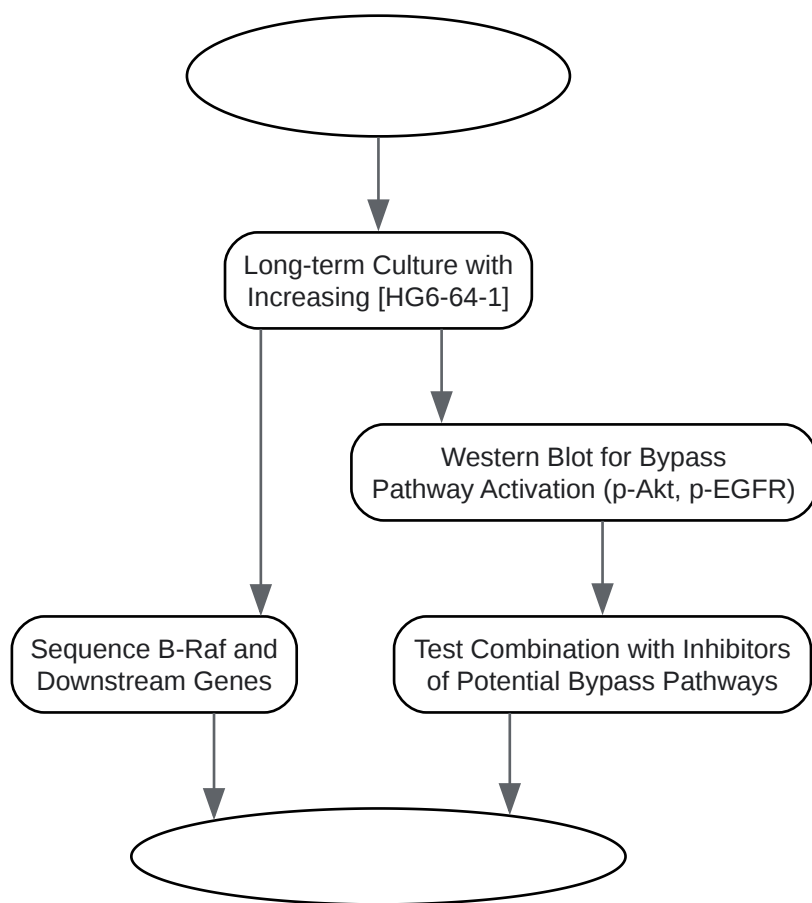 Long-term Culture with
Increasing [HG6-64-1]
Western Blot for Bypass
Pathway Activation (p-Akt, p-EGFR)
Sequence B-Raf and
Downstream Genes
Test Combination with Inhibitors
of Potential Bypass Pathways